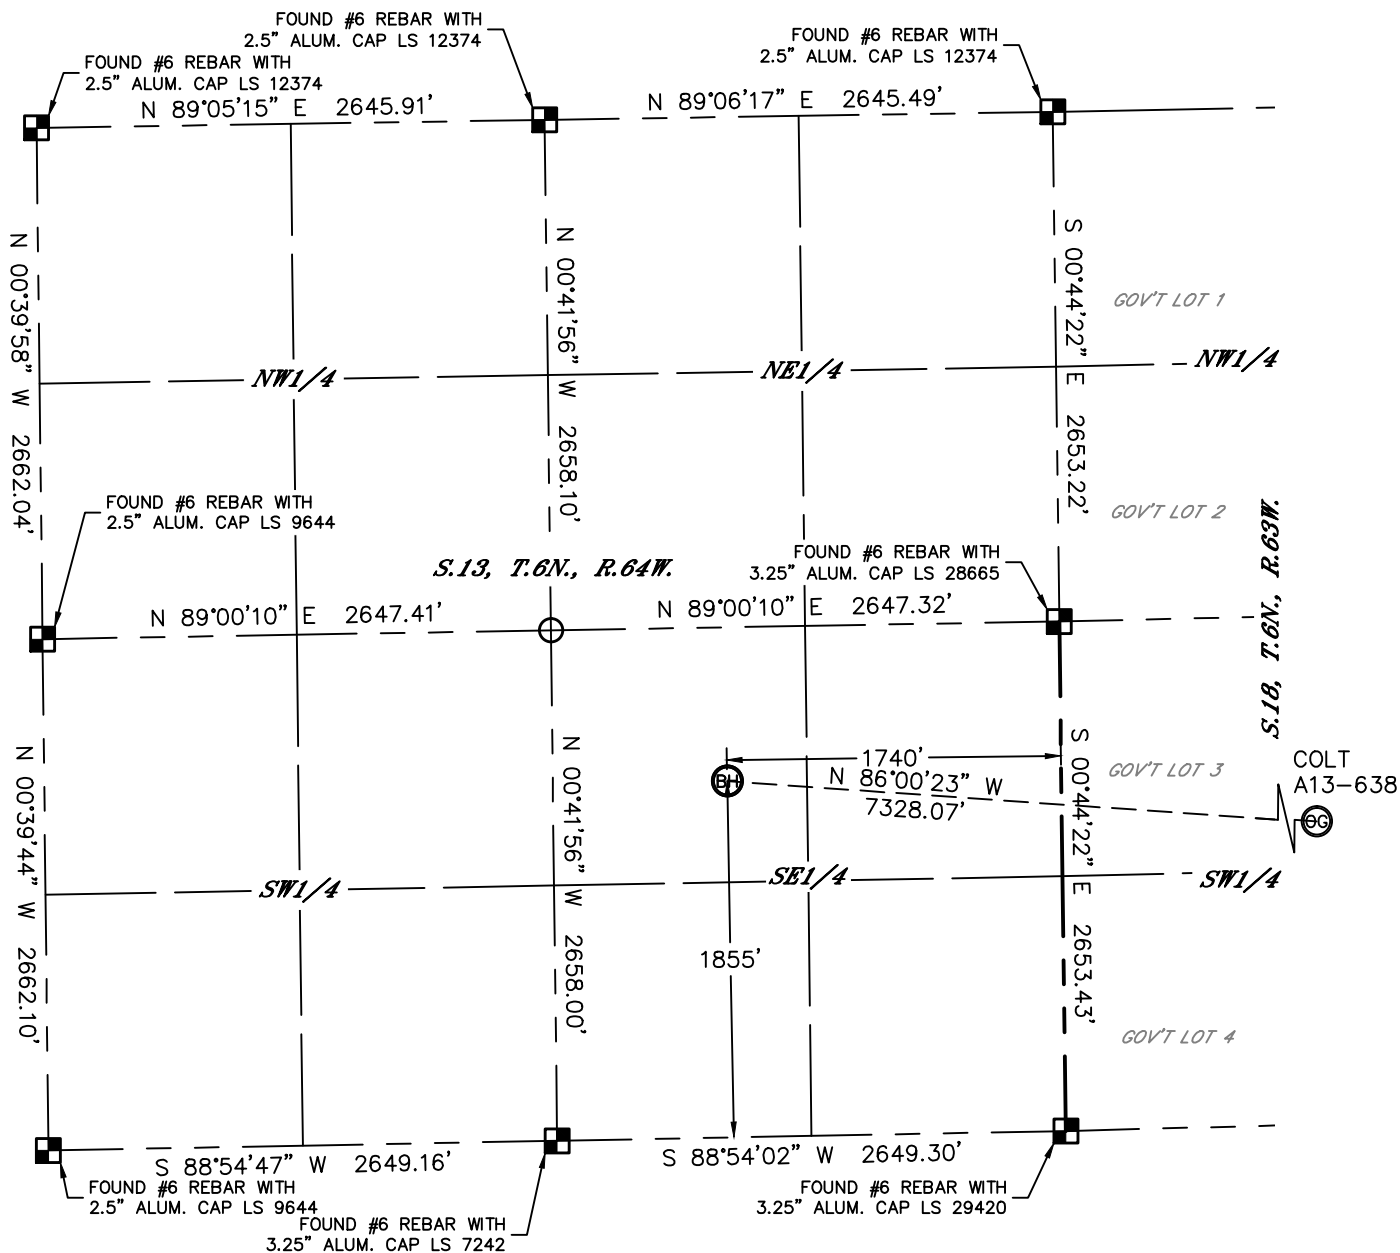 FOUND #6 REBAR WITH
2.5" ALUM. CAP LS 12374
FOUND #6 REBAR WITH
2.5" ALUM. CAP LS 12374
FOUND #6 REBAR WITH
2.5" ALUM. CAP LS 12374
N 89°05'15" E 2645.91'
N 89°06'17" E 2645.49'
N 00°39'58" W 2662.04'
N 00°41'56" W 2658.10'
S 00°44'22" E 2653.22'
GOV'T LOT 1
NW1/4
NE1/4
NW1/4
FOUND #6 REBAR WITH
2.5" ALUM. CAP LS 9644
GOV'T LOT 2
S.13, T.6N., R.64W.
FOUND #6 REBAR WITH
3.25" ALUM. CAP LS 28665
S.18, T.6N., R.63W.
N 89°00'10" E 2647.41'
N 89°00'10" E 2647.32'
N 00°39'44" W 2662.10'
N 00°41'56" W 2658.00'
S 00°44'22" E 2653.43'
1740'
BH
N 86°00'23" W
7328.07'
GOV'T LOT 3
COLT
A13-638
OG
SW1/4
SE1/4
SW1/4
1855'
GOV'T LOT 4
S 88°54'47" W 2649.16'
S 88°54'02" W 2649.30'
FOUND #6 REBAR WITH
2.5" ALUM. CAP LS 9644
FOUND #6 REBAR WITH
3.25" ALUM. CAP LS 7242
FOUND #6 REBAR WITH
3.25" ALUM. CAP LS 29420